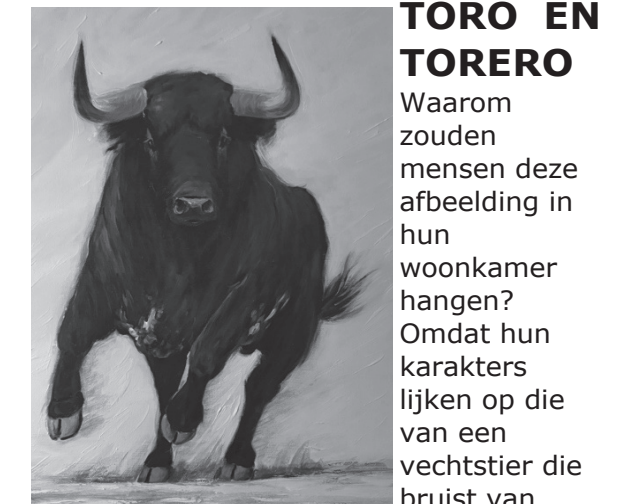 TORO EN
TORERO
Waarom
zouden
mensen deze
afbeelding in
hun
woonkamer
hangen?
Omdat hun
karakters
lijken op die
van een
vechtstier die
bruist van